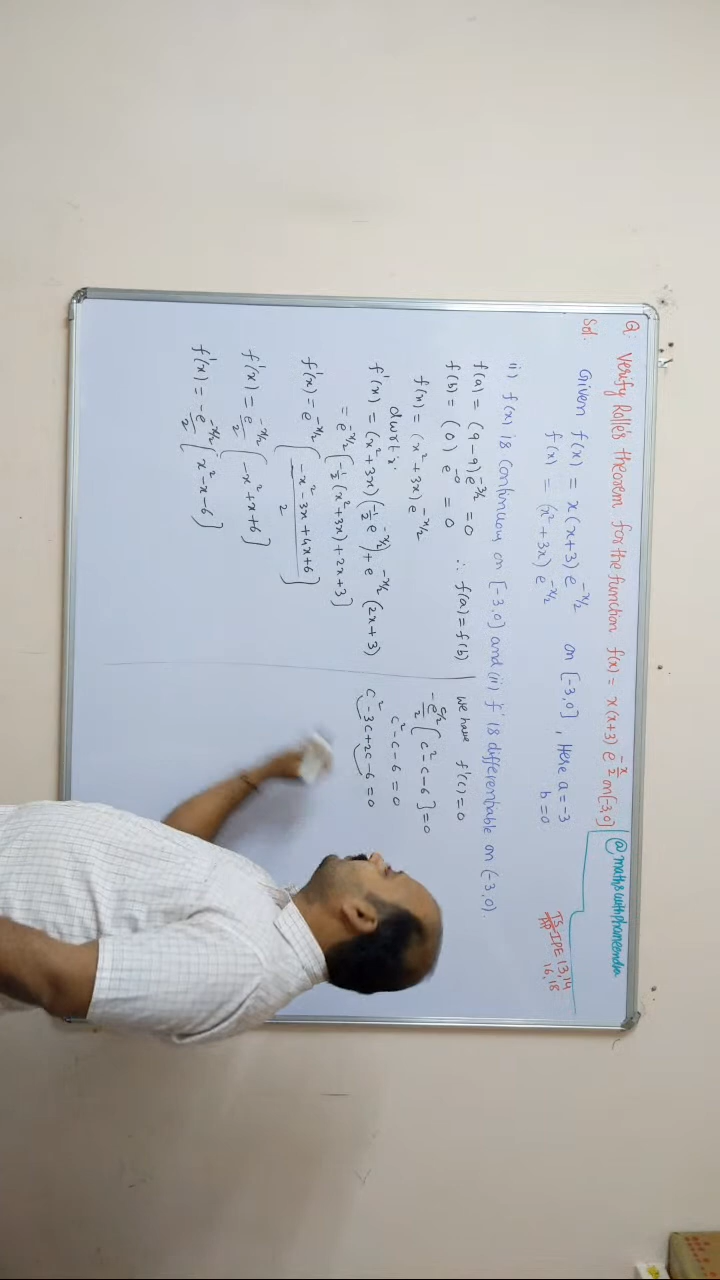 Q: Verify Rolle's theorem for the function f(x) = x(x+3) e^{-x/2} on [-3,0]
@mathswithphaneendra
Sol: Given f(x) = x(x+3) e^{-x/2} on [-3,0], Here a = -3
f(x) = (x²+3x) e^{-x/2} b = 0
TS-IPE 13,14
AP 16,18
ii) f(x) is continuous on [-3,0] and (ii) f is differentiable on (-3,0).
f(a) = (9-9)e^{-3/2} = 0
f(b) = (0) e^{-0} = 0 ∴ f(a) = f(b)
f(x) = (x²+3x) e^{-x/2}
dwrt x.
f'(x) = (x²+3x) (-½e^{-x/2}) + e^{-x/2} (2x+3)
= e^{-x/2} [-½(x²+3x) + 2x+3]
f'(x) = e^{-x/2} [(-x²-3x+4x+6)/2]
f'(x) = e^{-x/2}/2 [-x²+x+6]
f'(x) = -e^{-x/2}/2 [x²-x-6]
we have f'(c) = 0
-e^{c/2}/2 [c²-c-6] = 0
c²-c-6 = 0
c²-3c+2c-6 = 0